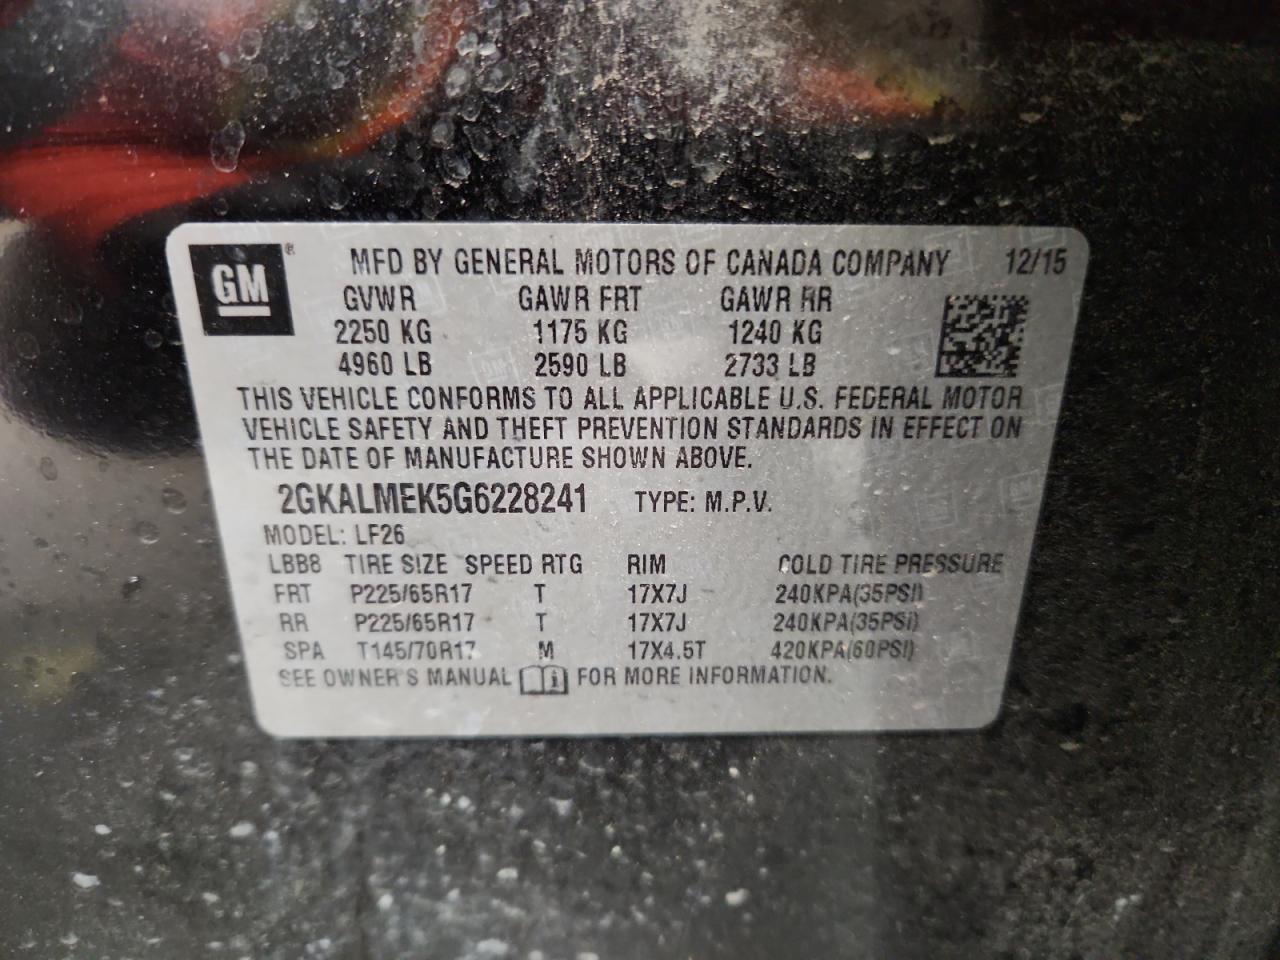 GM ® MFD BY GENERAL MOTORS OF CANADA COMPANY 12/15
GVWR GAWR FRT GAWR RR
2250 KG 1175 KG 1240 KG
4960 LB 2590 LB 2733 LB
THIS VEHICLE CONFORMS TO ALL APPLICABLE U.S. FEDERAL MOTOR
VEHICLE SAFETY AND THEFT PREVENTION STANDARDS IN EFFECT ON
THE DATE OF MANUFACTURE SHOWN ABOVE.
2GKALMEK5G6228241 TYPE: M.P.V.
MODEL: LF26
LBB8 TIRE SIZE SPEED RTG RIM COLD TIRE PRESSURE
FRT P225/65R17 T 17X7J 240KPA(35PSI)
RR P225/65R17 T 17X7J 240KPA(35PSI)
SPA T145/70R17 M 17X4.5T 420KPA(60PSI)
SEE OWNER'S MANUAL i FOR MORE INFORMATION.